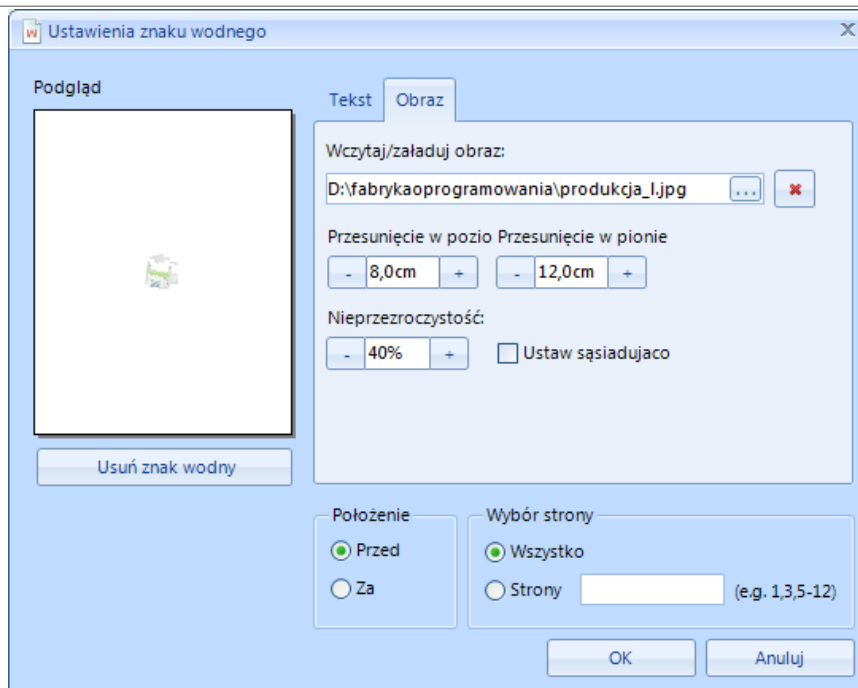 Ustawienia znaku wodnego
Podgląd
Tekst Obraz
Wczytaj/załaduj obraz:
D:\fabrykaoprogramowania\produkcja_l.jpg ...
Przesunięcie w pozio Przesunięcie w pionie
- 8,0cm + - 12,0cm +
Nieprzezroczystość:
- 40% + Ustaw sąsiadujaco
Usuń znak wodny
Położenie
Przed
Za
Wybór strony
Wszystko
Strony (e.g. 1,3,5-12)
OK Anuluj